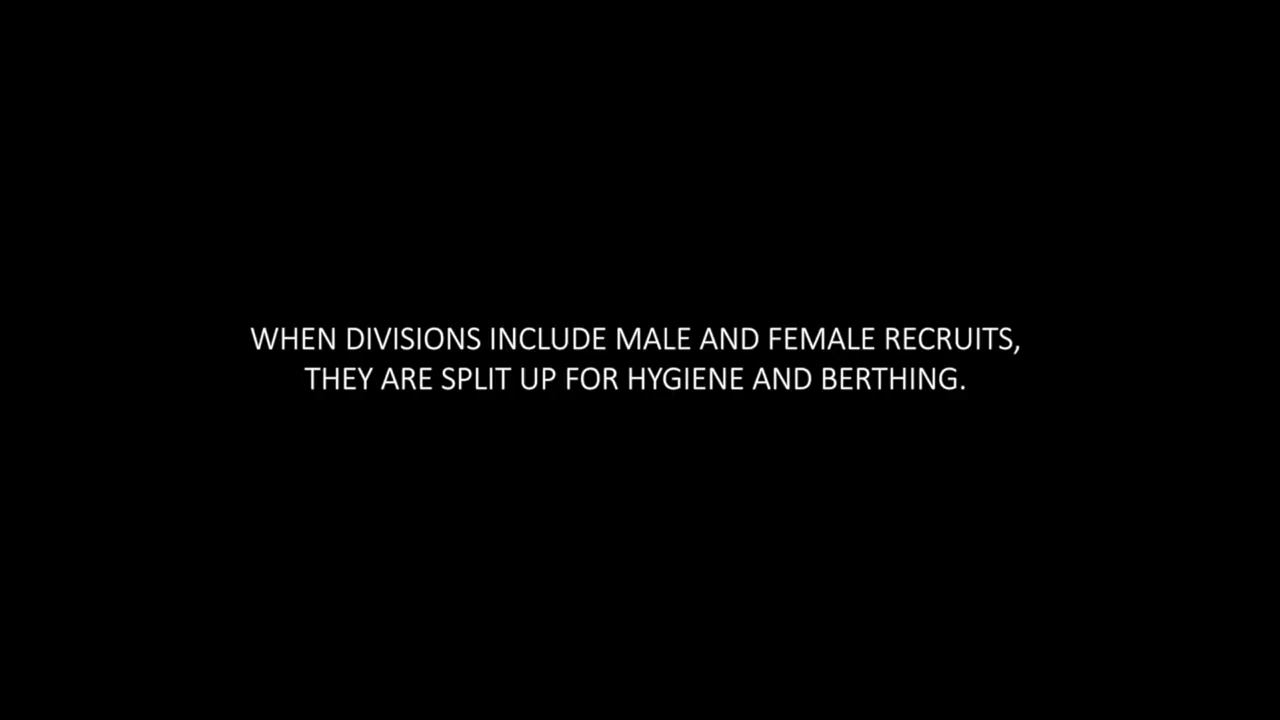 WHEN DIVISIONS INCLUDE MALE AND FEMALE RECRUITS,
THEY ARE SPLIT UP FOR HYGIENE AND BERTHING.